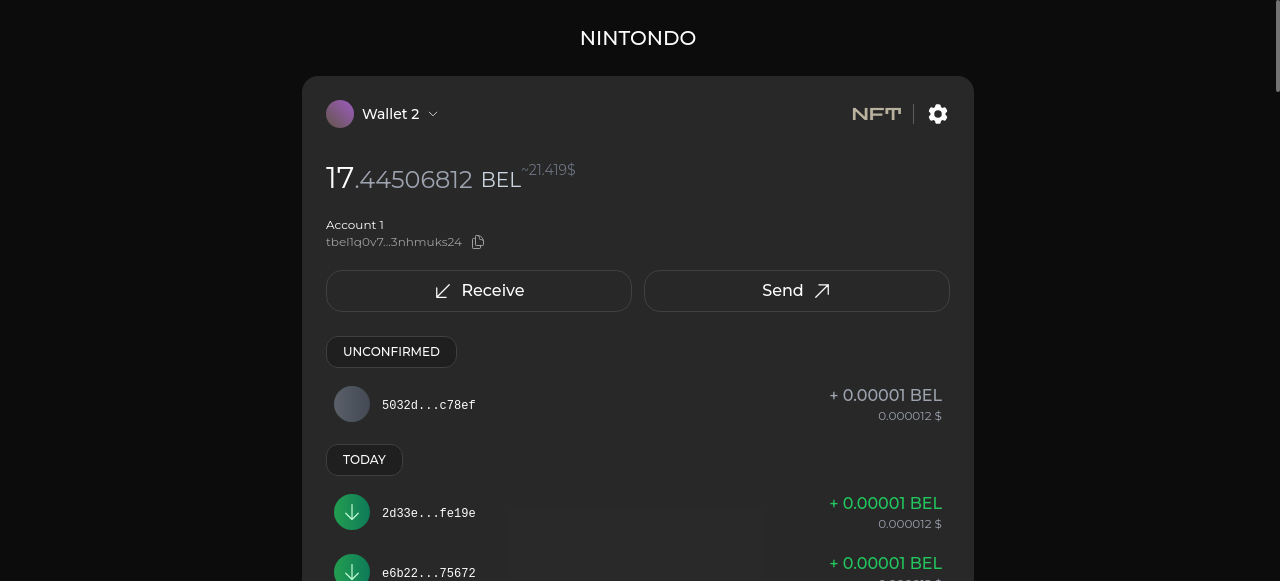 NINTONDO
Wallet 2
NFT
17.44506812 BEL ~21.419$
Account 1
tbel1q0v7...3nhmuks24
Receive
Send
UNCONFIRMED
5032d...c78ef
+ 0.00001 BEL
0.000012 $
TODAY
2d33e...fe19e
+ 0.00001 BEL
0.000012 $
e6b22...75672
+ 0.00001 BEL